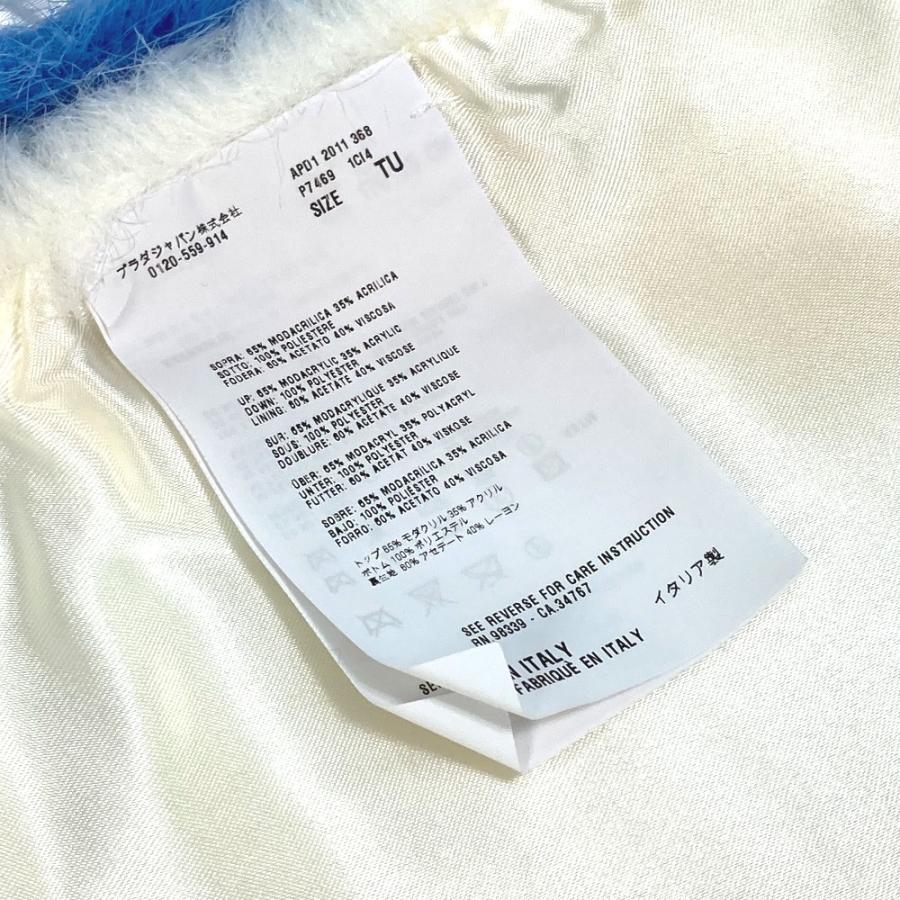 APD1 2011 368
P7469 1CI4
SIZE TU
プラダジャパン株式会社
0120-559-914
SOPRA: 65% MODACRILICA 35% ACRILICA
SOTTO: 100% POLIESTERE
FODERA: 60% ACETATO 40% VISCOSA
UP: 65% MODACRYLIC 35% ACRYLIC
DOWN: 100% POLYESTER
LINING: 60% ACETATE 40% VISCOSE
SUR: 65% MODACRYLIQUE 35% ACRYLIQUE
SOUS: 100% POLYESTER
DOUBLURE: 60% ACETATE 40% VISCOSE
ÜBER: 65% MODACRYL 35% POLYACRYL
UNTER: 100% POLYESTER
FUTTER: 60% ACETAT 40% VISKOSE
SOBRE: 65% MODACRILICA 35% ACRILICA
BAJO: 100% POLIÉSTER
FORRO: 60% ACETATO 40% VISCOSA
トップ 65% モダクリル 35% アクリル
ボトム 100% ポリエステル
裏生地 60% アセテート 40% レーヨン
SEE REVERSE FOR CARE INSTRUCTION
RN.98339 - CA.34767
イタリア製
N ITALY
FABRIQUÉ EN ITALY
SE